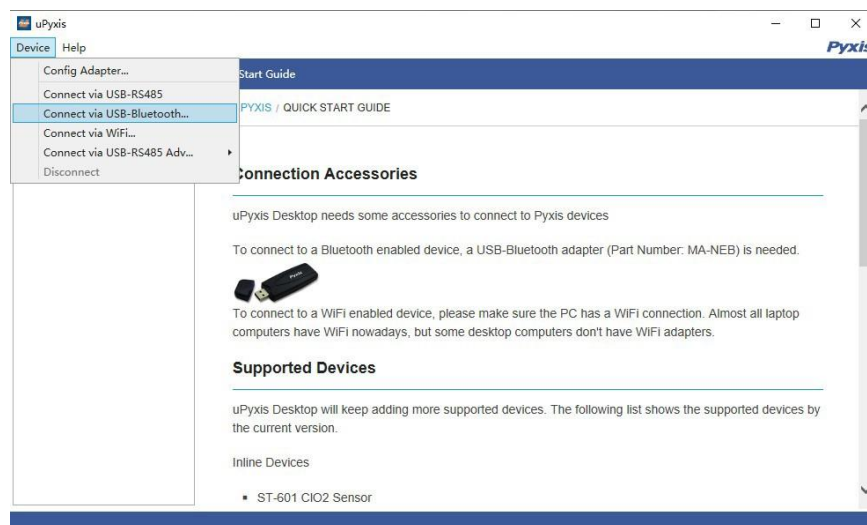 uPyxis
Device Help
Pyxis
Config Adapter...
Connect via USB-RS485
Connect via USB-Bluetooth...
Connect via WiFi...
Connect via USB-RS485 Adv...
Disconnect
Start Guide
PYXIS / QUICK START GUIDE
Connection Accessories
uPyxis Desktop needs some accessories to connect to Pyxis devices
To connect to a Bluetooth enabled device, a USB-Bluetooth adapter (Part Number: MA-NEB) is needed.
Pyxis
To connect to a WiFi enabled device, please make sure the PC has a WiFi connection. Almost all laptop
computers have WiFi nowadays, but some desktop computers don't have WiFi adapters.
Supported Devices
uPyxis Desktop will keep adding more supported devices. The following list shows the supported devices by
the current version.
Inline Devices
▪ ST-601 ClO2 Sensor